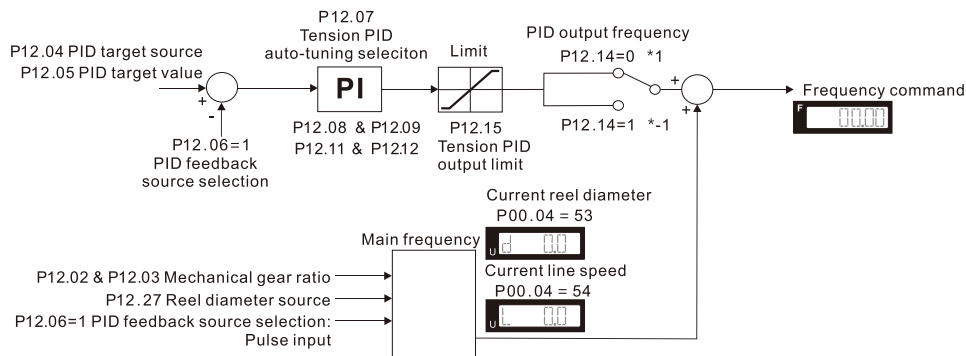 P12.07
Tension PID
auto-tuning seleciton
P12.04 PID target source
P12.05 PID target value
+
-
P12.06=1
PID feedback
source selection
PI
P12.08 & P12.09
P12.11 & P12.12
Limit
P12.15
Tension PID
output limit
PID output frequency
P12.14=0 *1
P12.14=1 *-1
+
+
Frequency command
F 00.00
Current reel diameter
P00.04 = 53
U d 0.0
Main frequency
Current line speed
P00.04 = 54
U L 0.0
P12.02 & P12.03 Mechanical gear ratio
P12.27 Reel diameter source
P12.06=1 PID feedback source selection:
Pulse input